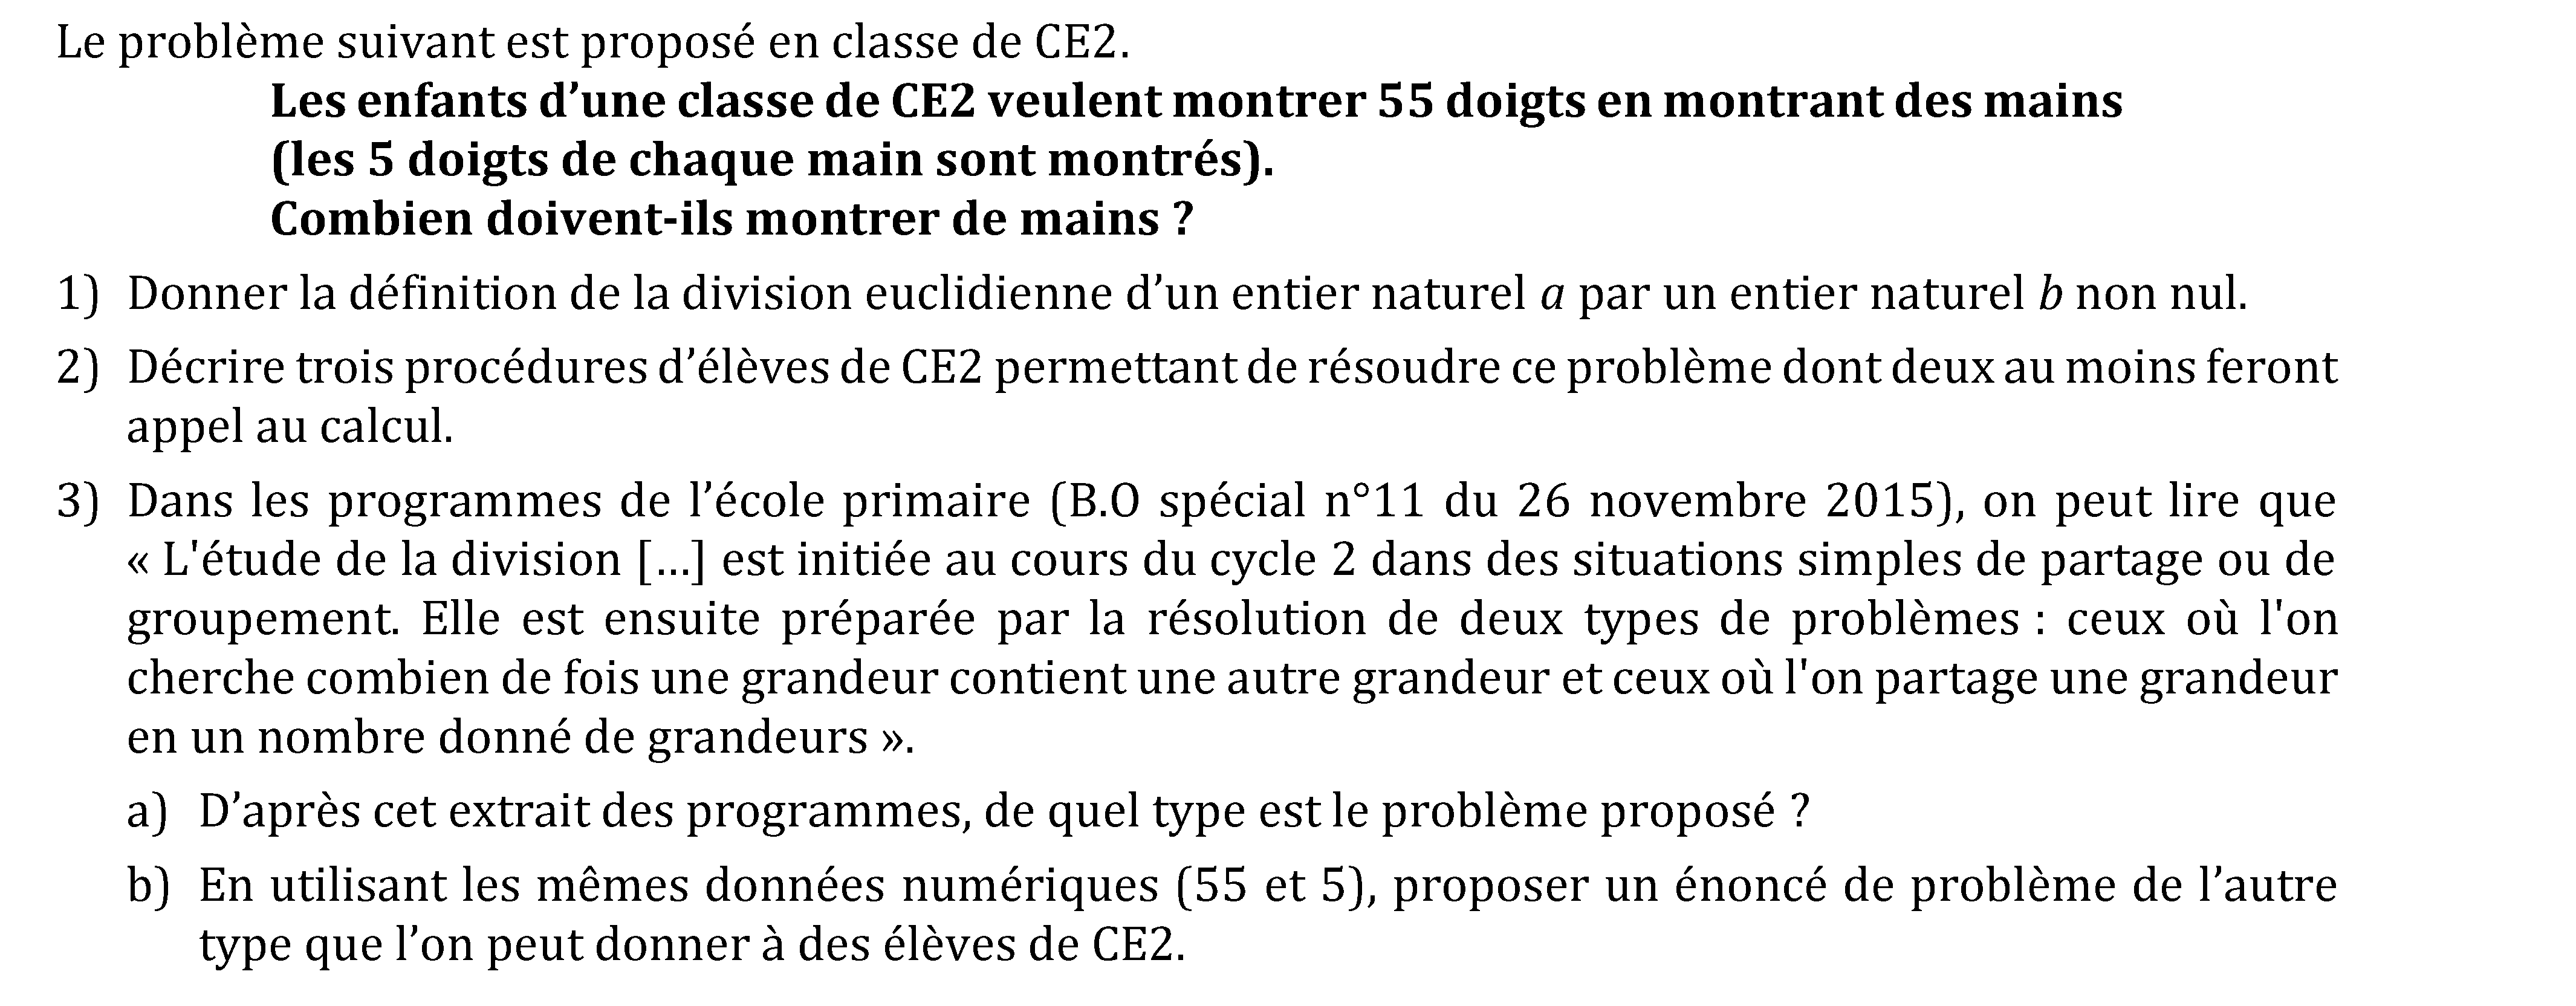 Le problème suivant est proposé en classe de CE2.
Les enfants d’une classe de CE2 veulent montrer 55 doigts en montrant des mains
(les 5 doigts de chaque main sont montrés).
Combien doivent-ils montrer de mains ?
1) Donner la définition de la division euclidienne d’un entier naturel a par un entier naturel b non nul.
2) Décrire trois procédures d’élèves de CE2 permettant de résoudre ce problème dont deux au moins feront
appel au calcul.
3) Dans les programmes de l’école primaire (B.O spécial n°11 du 26 novembre 2015), on peut lire que
« L'étude de la division [...] est initiée au cours du cycle 2 dans des situations simples de partage ou de
groupement. Elle est ensuite préparée par la résolution de deux types de problèmes : ceux où l'on
cherche combien de fois une grandeur contient une autre grandeur et ceux où l'on partage une grandeur
en un nombre donné de grandeurs ».
a) D’après cet extrait des programmes, de quel type est le problème proposé ?
b) En utilisant les mêmes données numériques (55 et 5), proposer un énoncé de problème de l’autre
type que l’on peut donner à des élèves de CE2.